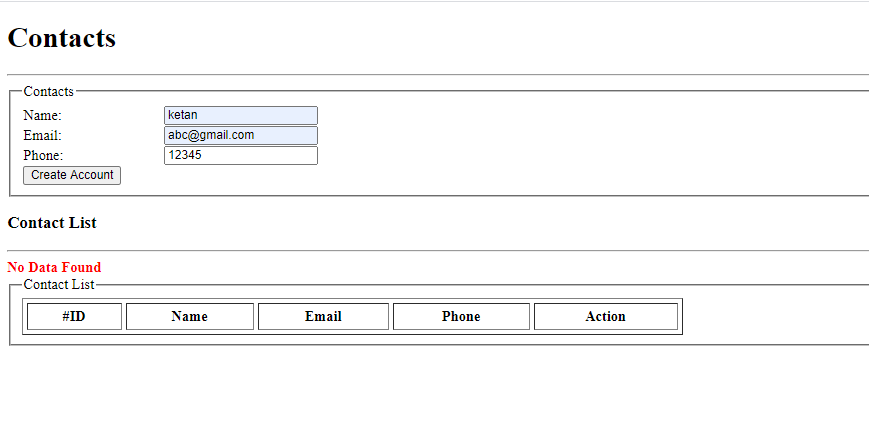 Contacts
Contacts
Name: ketan
Email: abc@gmail.com
Phone: 12345
Create Account
Contact List
No Data Found
Contact List
#ID Name Email Phone Action